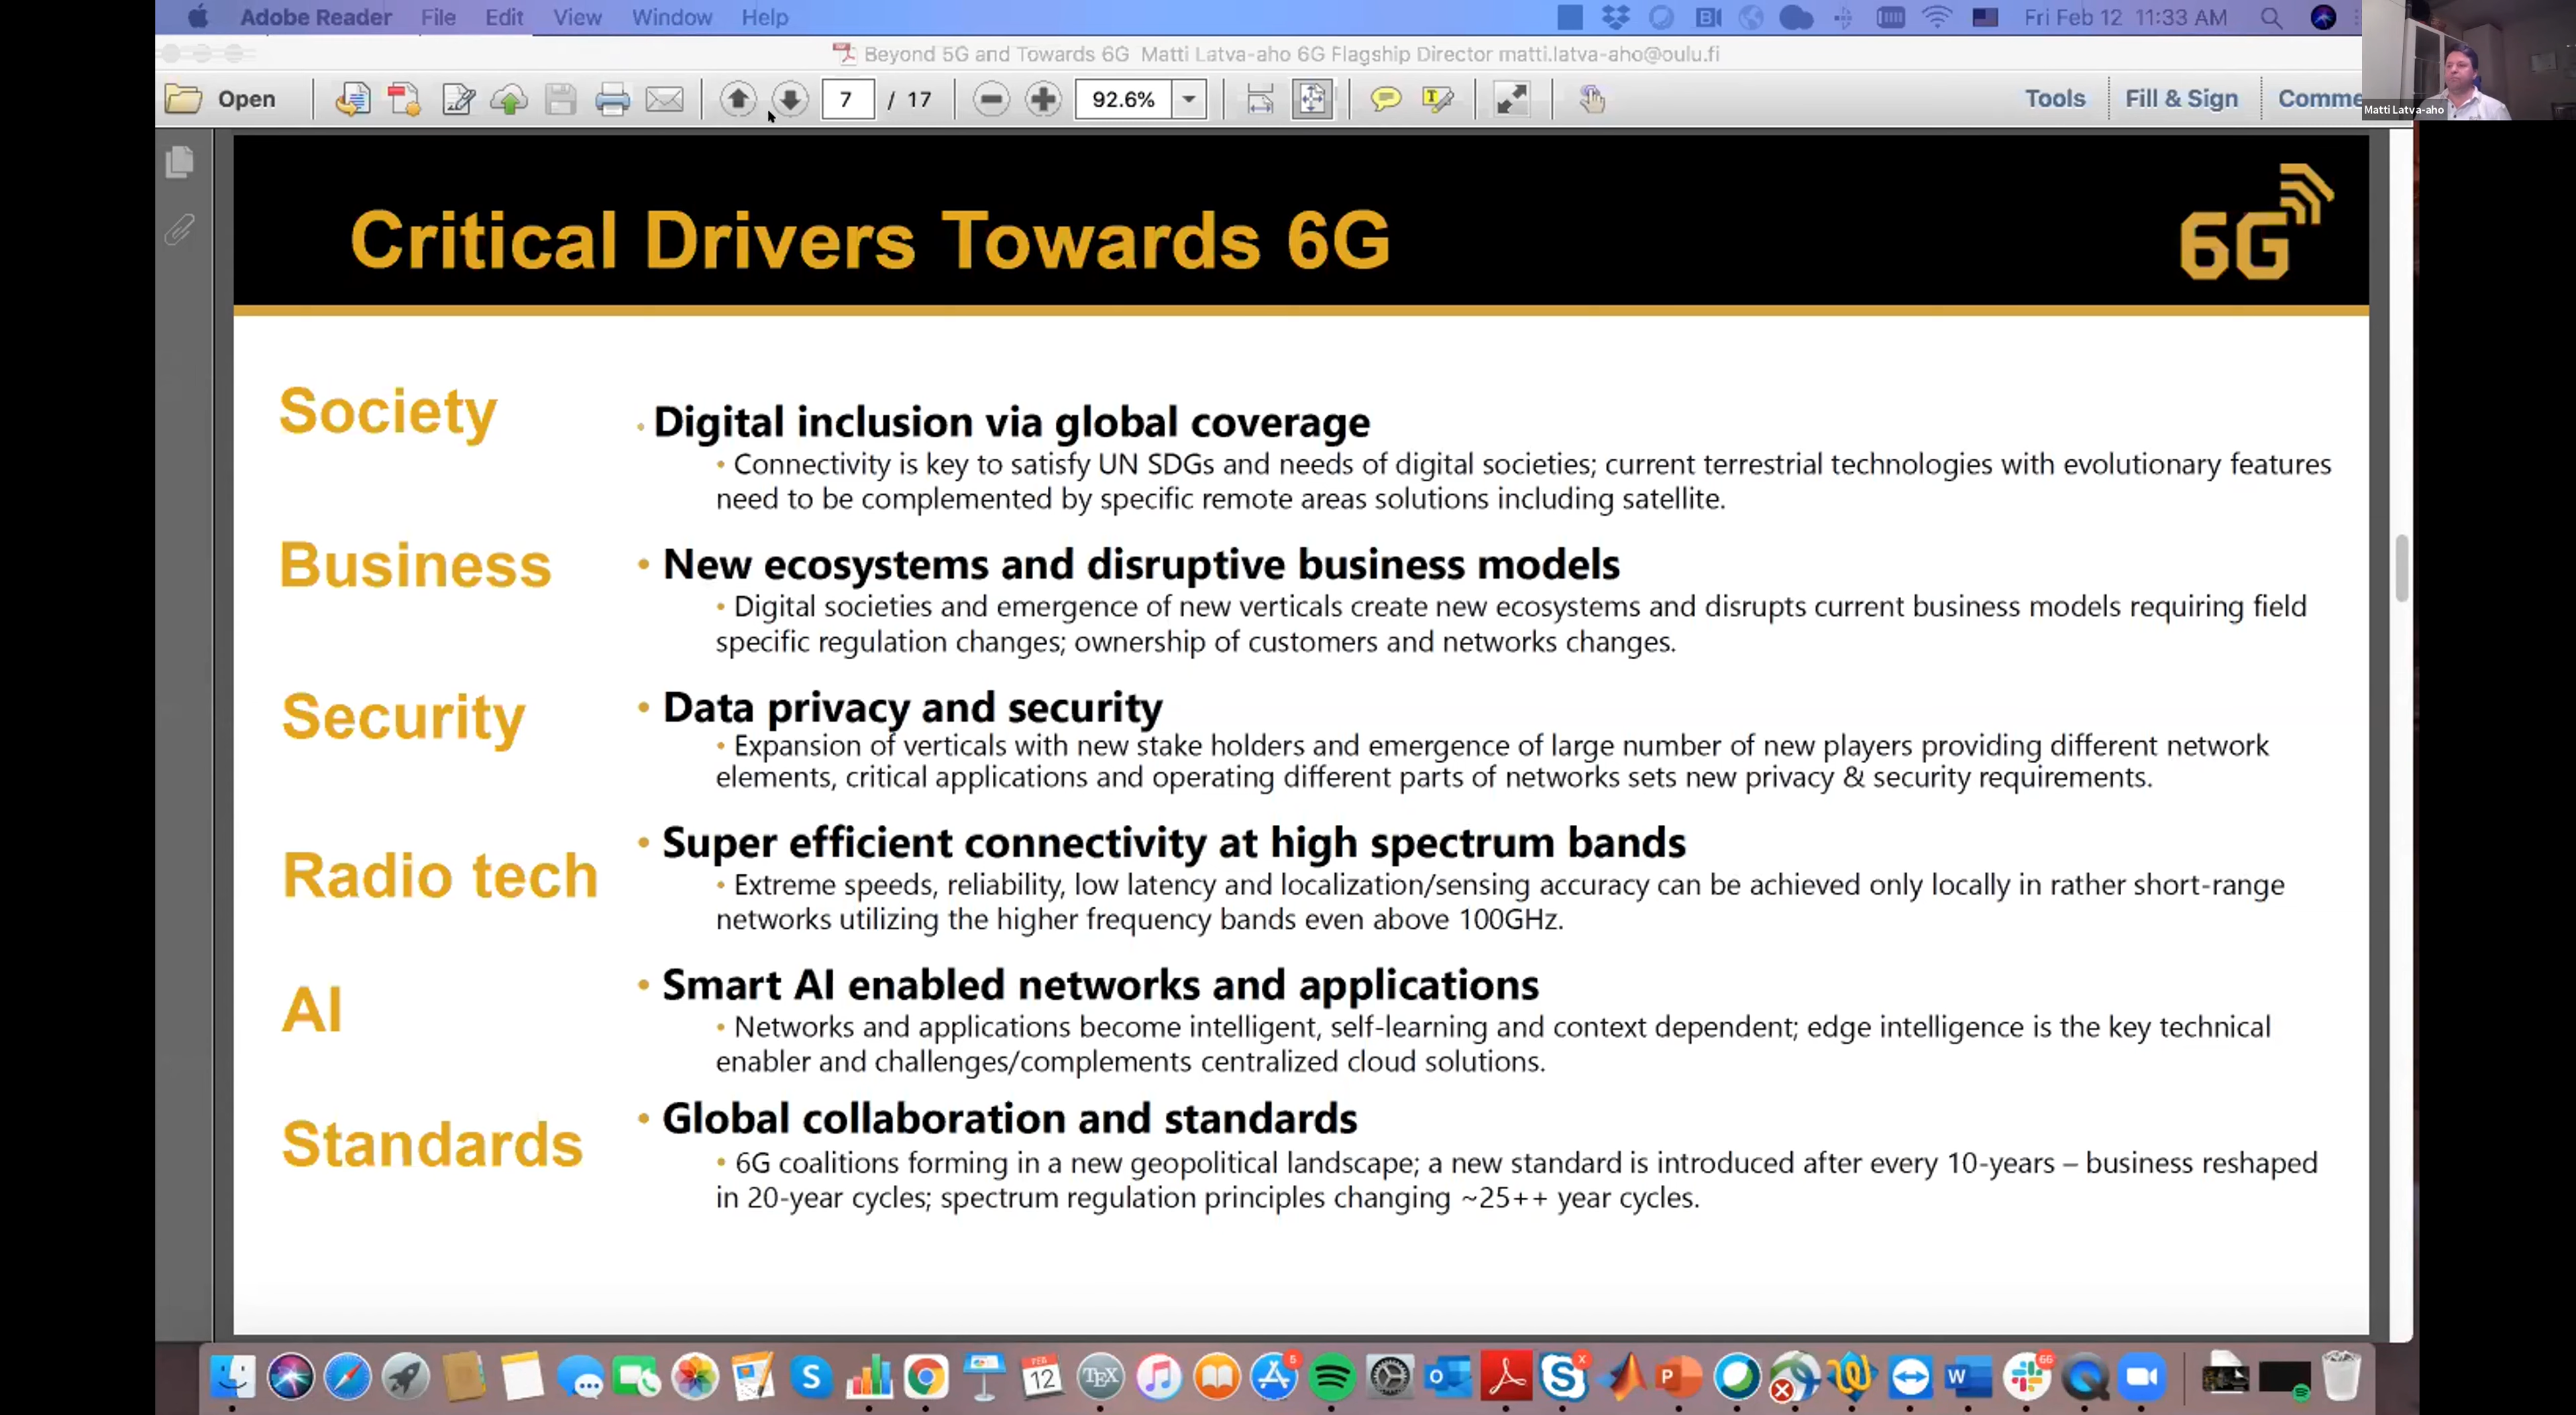 Adobe Reader File Edit View Window Help Fri Feb 12 11:33 AM
Beyond 5G and Towards 6G Matti Latva-aho 6G Flagship Director matti.latva-aho@oulu.fi
Open 7 / 17 92.6% Tools Fill & Sign Comme
Matti Latva-aho
Critical Drivers Towards 6G
6G
Society
• Digital inclusion via global coverage
• Connectivity is key to satisfy UN SDGs and needs of digital societies; current terrestrial technologies with evolutionary features
need to be complemented by specific remote areas solutions including satellite.
Business
• New ecosystems and disruptive business models
• Digital societies and emergence of new verticals create new ecosystems and disrupts current business models requiring field
specific regulation changes; ownership of customers and networks changes.
Security
• Data privacy and security
• Expansion of verticals with new stake holders and emergence of large number of new players providing different network
elements, critical applications and operating different parts of networks sets new privacy & security requirements.
Radio tech
• Super efficient connectivity at high spectrum bands
• Extreme speeds, reliability, low latency and localization/sensing accuracy can be achieved only locally in rather short-range
networks utilizing the higher frequency bands even above 100GHz.
AI
• Smart AI enabled networks and applications
• Networks and applications become intelligent, self-learning and context dependent; edge intelligence is the key technical
enabler and challenges/complements centralized cloud solutions.
Standards
• Global collaboration and standards
• 6G coalitions forming in a new geopolitical landscape; a new standard is introduced after every 10-years – business reshaped
in 20-year cycles; spectrum regulation principles changing ~25++ year cycles.
FEB
12
TEX
5
66